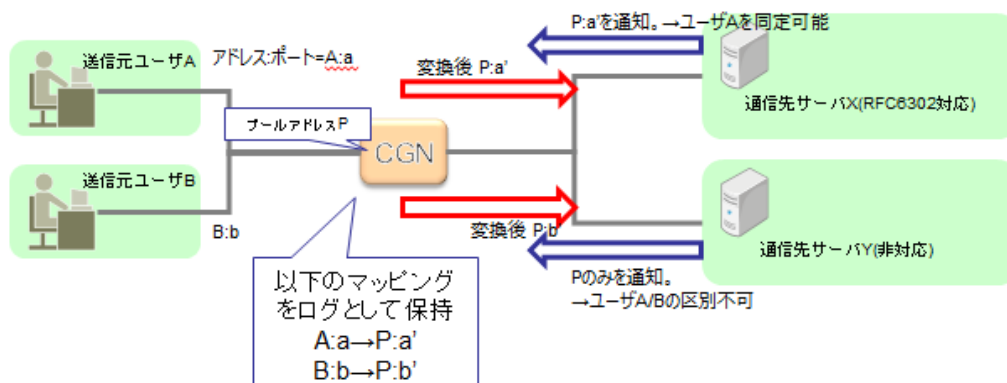 P:a’を通知。→ユーザAを同定可能
送信元ユーザA
アドレス:ポート=A:a
変換後 P:a’
通信先サーバX(RFC6302対応)
プールアドレスP
CGN
送信元ユーザB
B:b
変換後 P:b
通信先サーバY(非対応)
Pのみを通知。
→ユーザA/Bの区別不可
以下のマッピング
をログとして保持
A:a→P:a’
B:b→P:b’